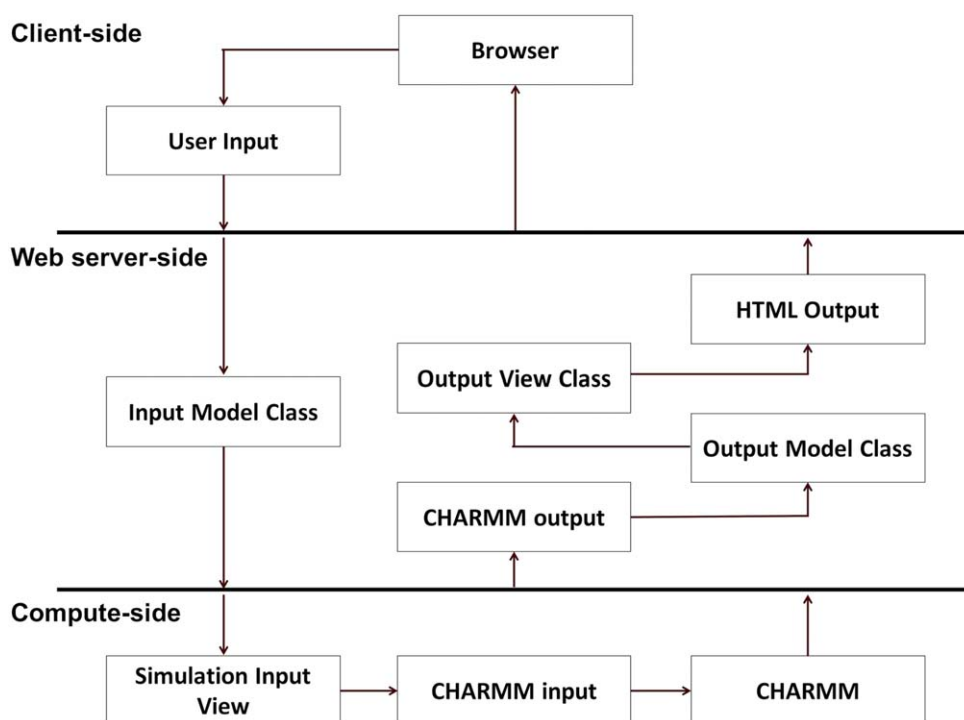 Client-side
Browser
User Input
Web server-side
HTML Output
Output View Class
Input Model Class
Output Model Class
CHARMM output
Compute-side
Simulation Input
View
CHARMM input
CHARMM